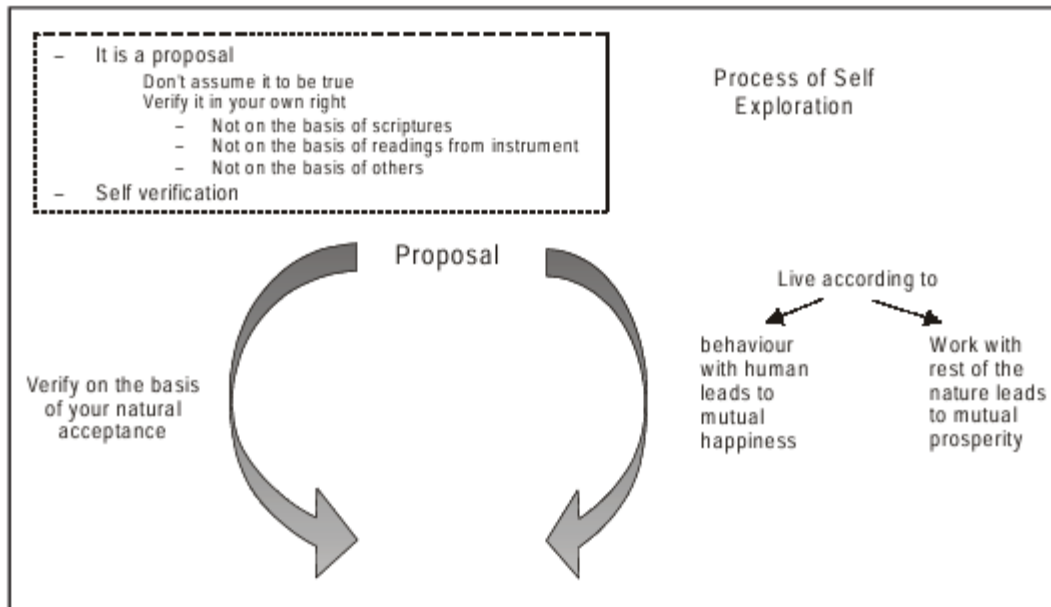 – It is a proposal
Don't assume it to be true
Verify it in your own right
– Not on the basis of scriptures
– Not on the basis of readings from instrument
– Not on the basis of others
– Self verification
Process of Self
Exploration
Proposal
Verify on the basis
of your natural
acceptance
Live according to
behaviour
with human
leads to
mutual
happiness
Work with
rest of the
nature leads
to mutual
prosperity